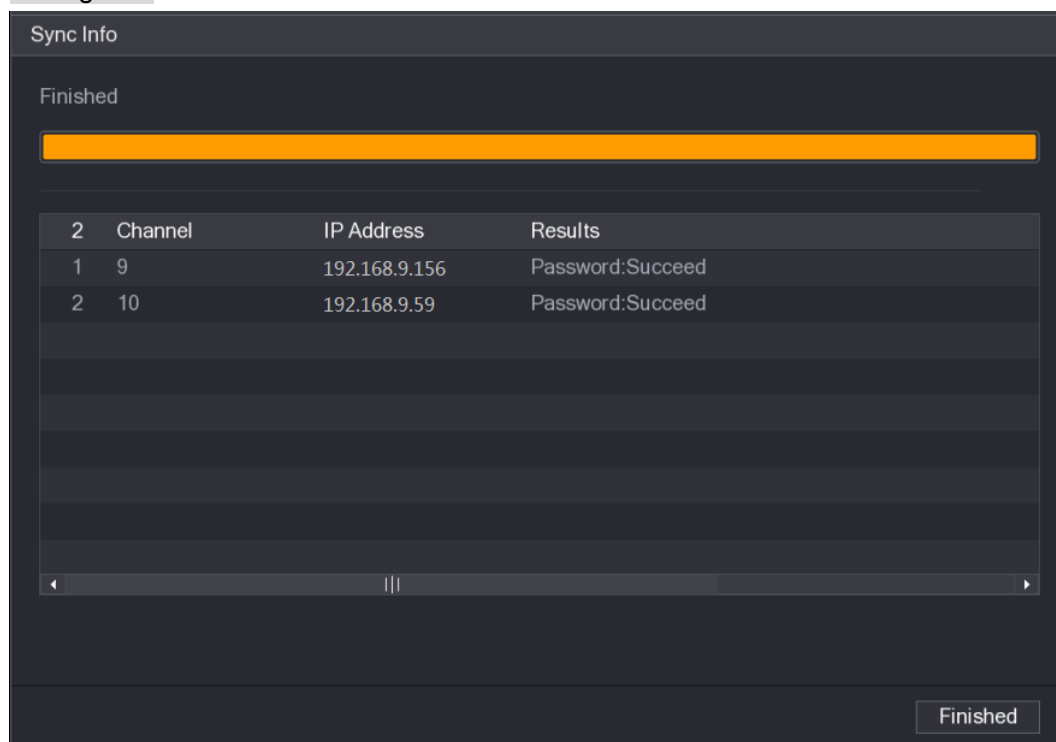 Sync Info
Finished
2 Channel IP Address Results
1 9 192.168.9.156 Password:Succeed
2 10 192.168.9.59 Password:Succeed
Finished